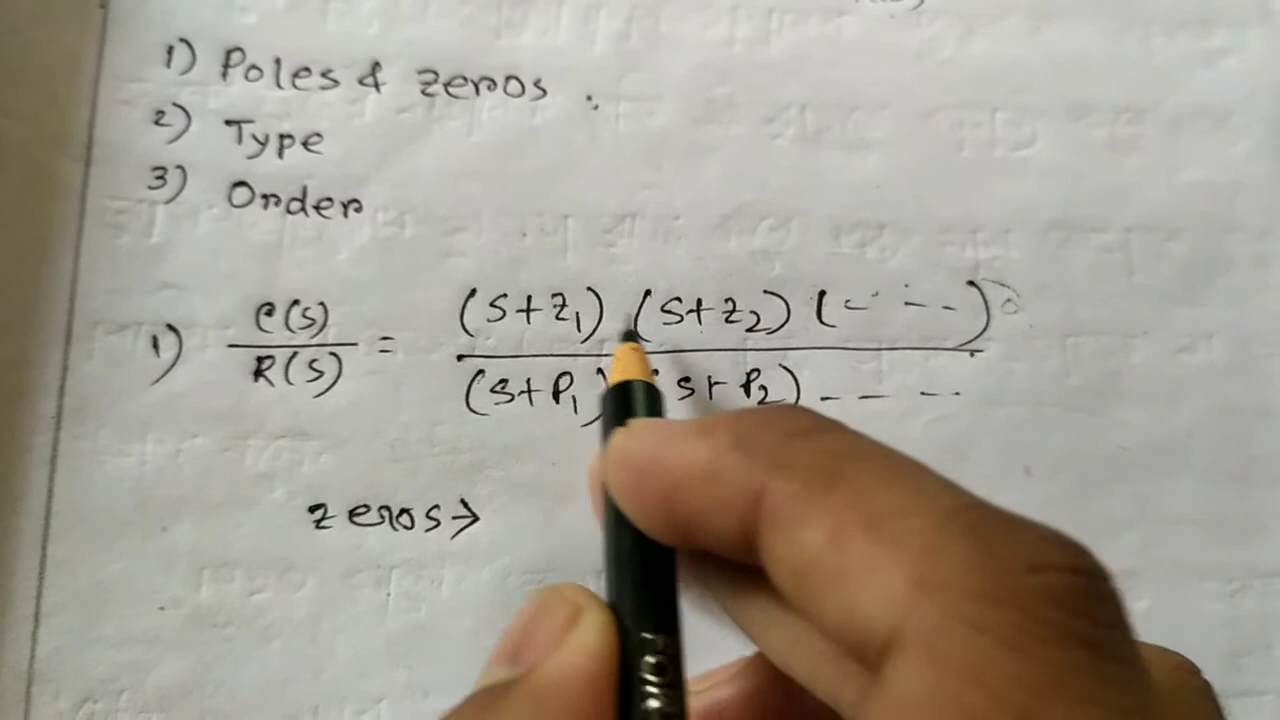 1) Poles & zeros .
2) Type
3) Order
1) C(S)/R(S) = (S+Z₁) (S+Z₂) (- - - -) / (S+P₁) (S+P₂) - - - -
zeros→